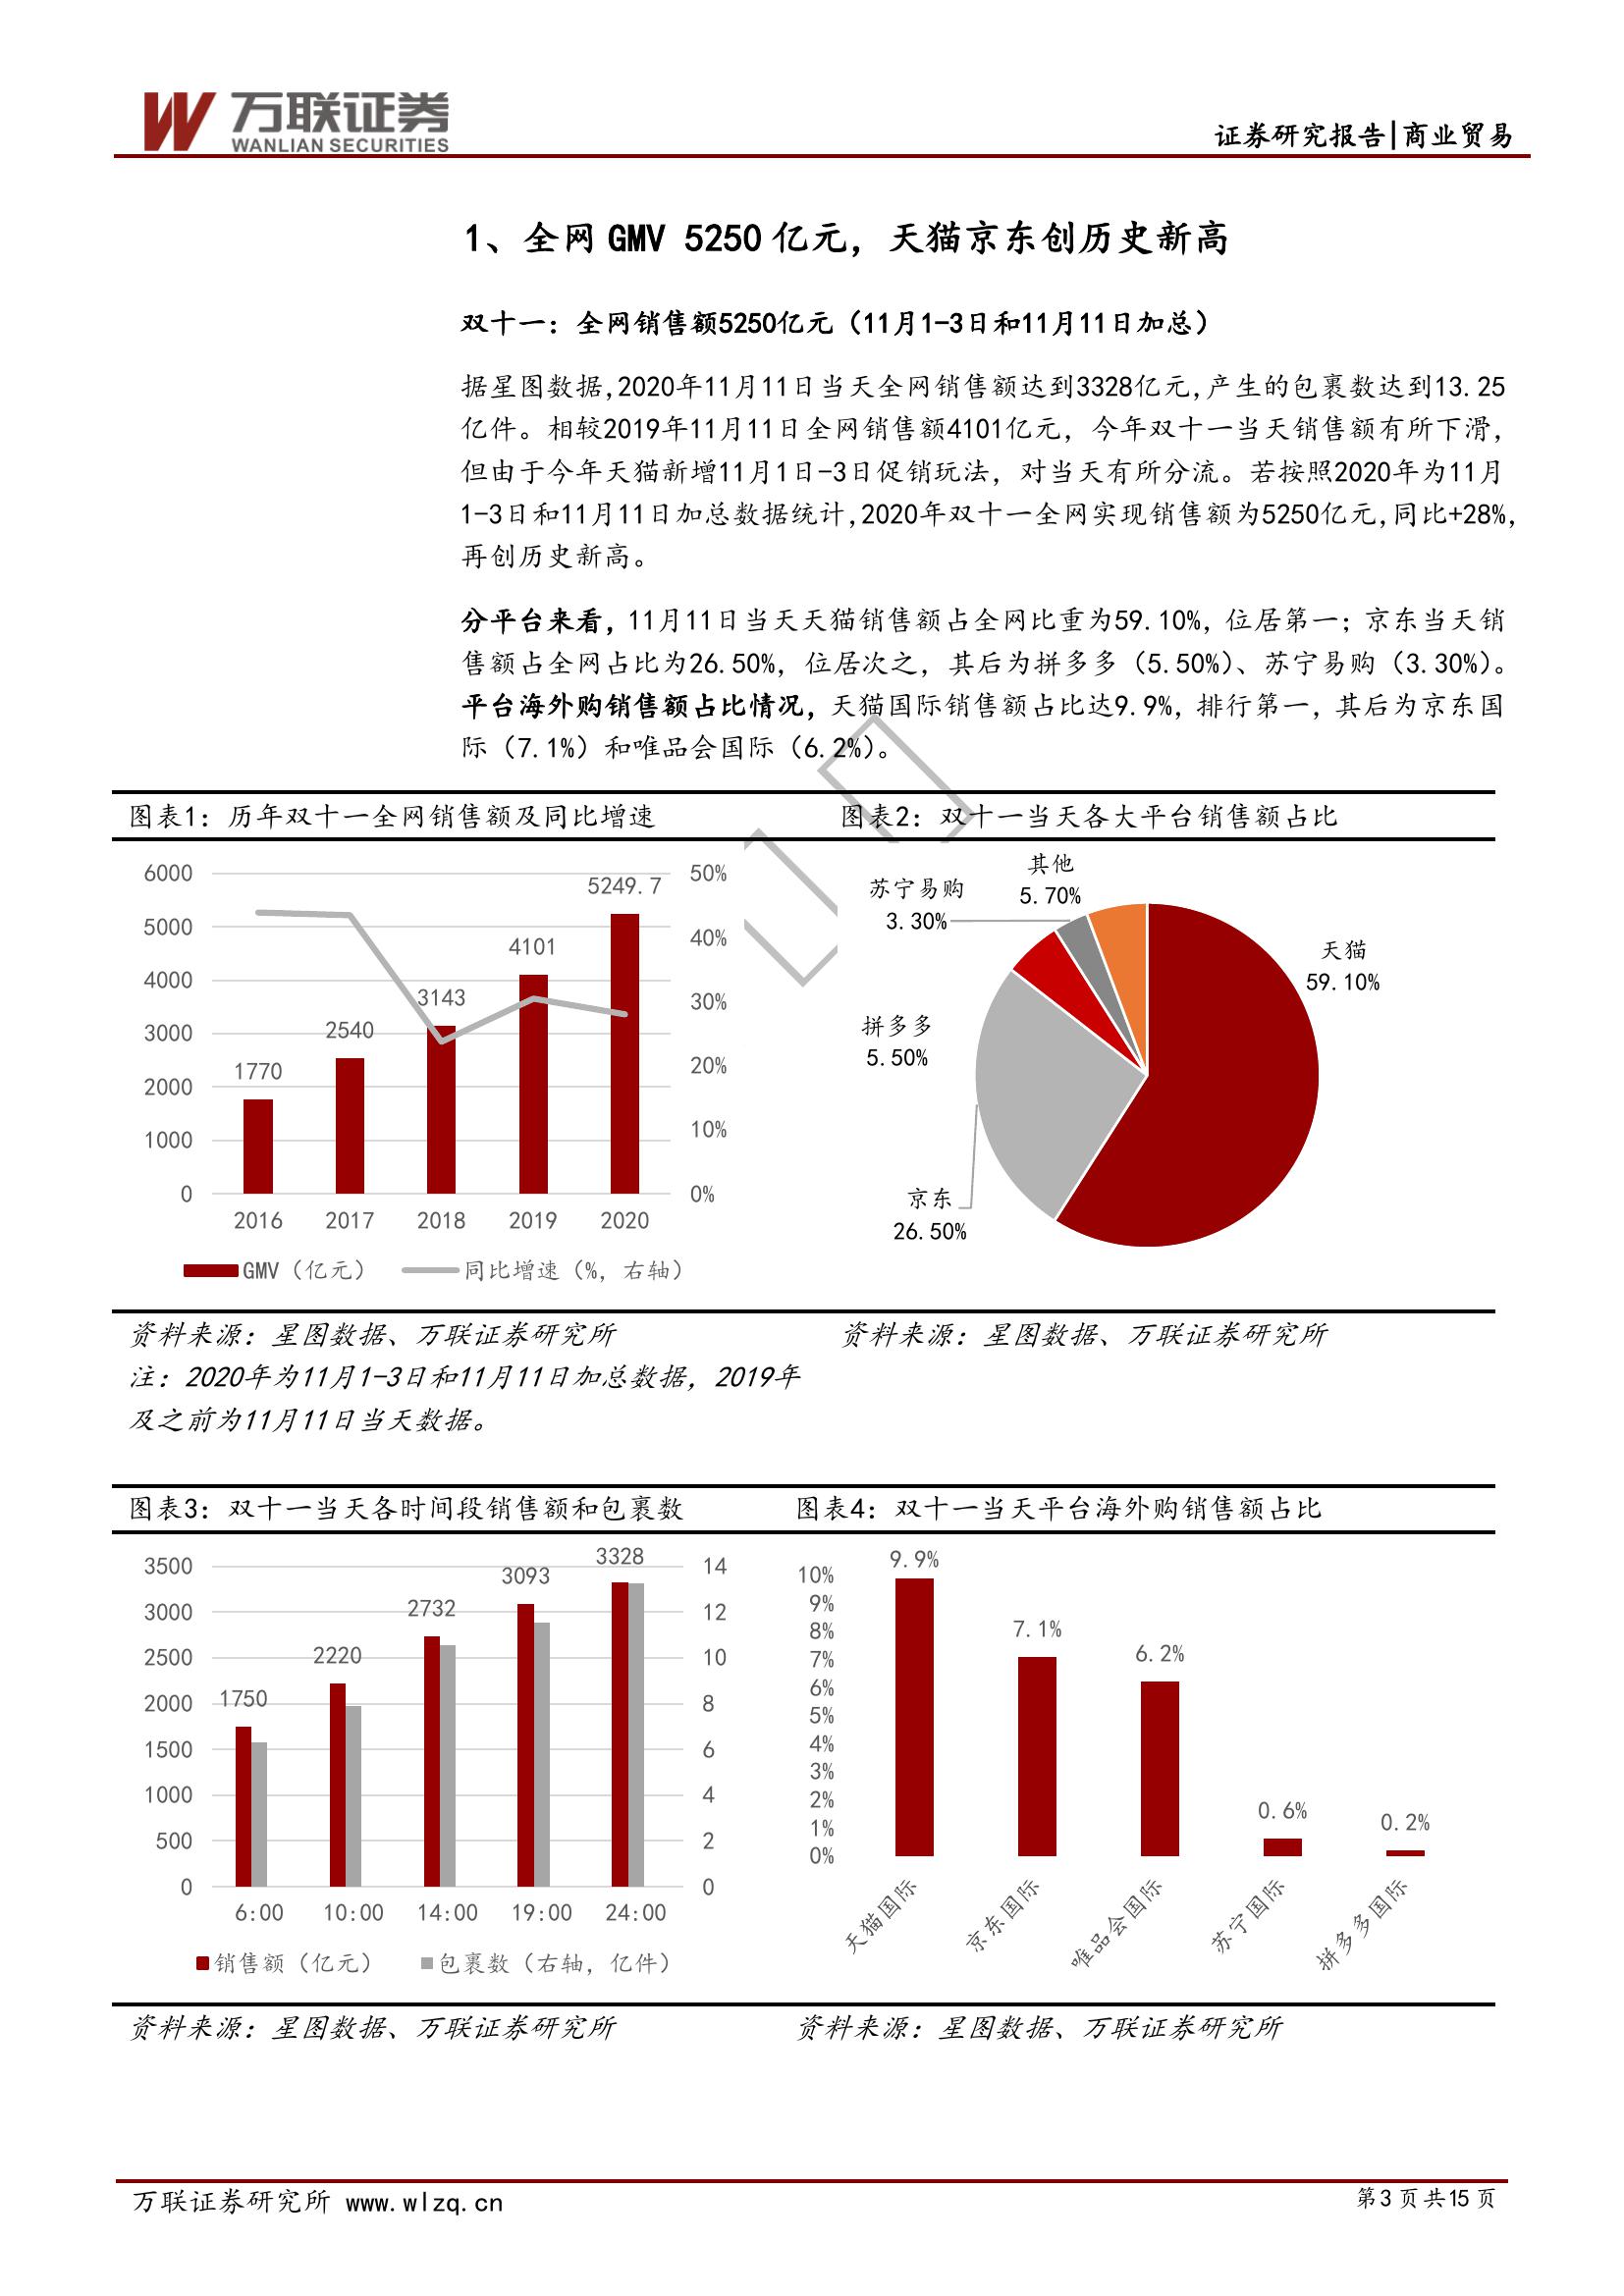 万联证券
WANLIAN SECURITIES
证券研究报告|商业贸易
1、全网 GMV 5250 亿元，天猫京东创历史新高
双十一：全网销售额5250亿元（11月1-3日和11月11日加总）
据星图数据,2020年11月11日当天全网销售额达到3328亿元,产生的包裹数达到13.25
亿件。相较2019年11月11日全网销售额4101亿元，今年双十一当天销售额有所下滑，
但由于今年天猫新增11月1日-3日促销玩法，对当天有所分流。若按照2020年为11月
1-3日和11月11日加总数据统计,2020年双十一全网实现销售额为5250亿元,同比+28%,
再创历史新高。
分平台来看，11月11日当天天猫销售额占全网比重为59.10%，位居第一；京东当天销
售额占全网占比为26.50%，位居次之，其后为拼多多（5.50%）、苏宁易购（3.30%）。
平台海外购销售额占比情况，天猫国际销售额占比达9.9%，排行第一，其后为京东国
际（7.1%）和唯品会国际（6.2%）。
图表1：历年双十一全网销售额及同比增速
6000
5000
4000
3000
2000
1000
0
50%
40%
30%
20%
10%
0%
1770
2540
3143
4101
5249.7
2016 2017 2018 2019 2020
GMV（亿元） 同比增速（%，右轴）
资料来源：星图数据、万联证券研究所
注：2020年为11月1-3日和11月11日加总数据，2019年
及之前为11月11日当天数据。
图表2：双十一当天各大平台销售额占比
其他
5.70%
苏宁易购
3.30%
天猫
59.10%
拼多多
5.50%
京东
26.50%
资料来源：星图数据、万联证券研究所
图表3：双十一当天各时间段销售额和包裹数
3500
3000
2500
2000
1500
1000
500
0
14
12
10
8
6
4
2
0
1750
2220
2732
3093
3328
6:00 10:00 14:00 19:00 24:00
销售额（亿元） 包裹数（右轴，亿件）
资料来源：星图数据、万联证券研究所
图表4：双十一当天平台海外购销售额占比
10%
9%
8%
7%
6%
5%
4%
3%
2%
1%
0%
9.9%
7.1%
6.2%
0.6%
0.2%
天猫国际
京东国际
唯品会国际
苏宁国际
拼多多国际
资料来源：星图数据、万联证券研究所
万联证券研究所 www.wlzq.cn
第3页共15页